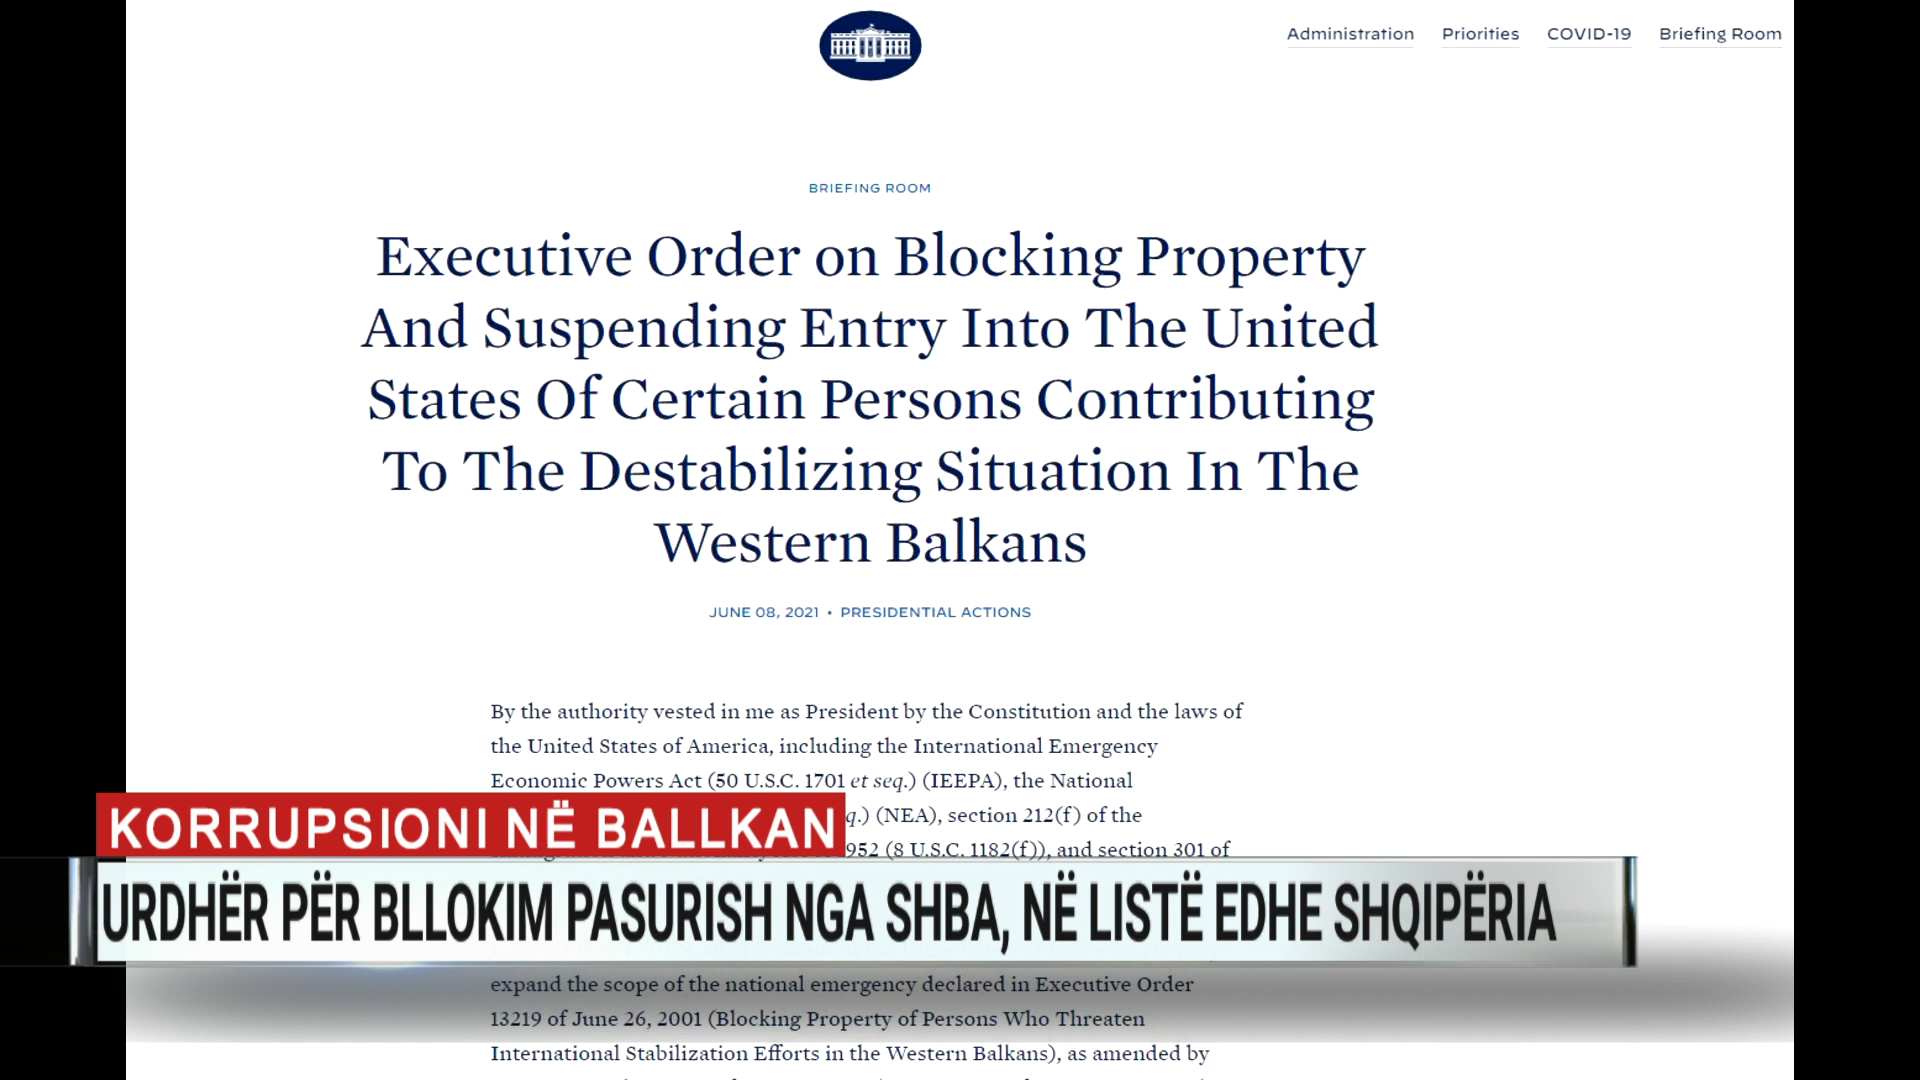 Administration Priorities COVID-19 Briefing Room
BRIEFING ROOM
Executive Order on Blocking Property
And Suspending Entry Into The United
States Of Certain Persons Contributing
To The Destabilizing Situation In The
Western Balkans
JUNE 08, 2021 • PRESIDENTIAL ACTIONS
By the authority vested in me as President by the Constitution and the laws of
the United States of America, including the International Emergency
Economic Powers Act (50 U.S.C. 1701 et seq.) (IEEPA), the National
q.) (NEA), section 212(f) of the
952 (8 U.S.C. 1182(f)), and section 301 of
KORRUPSIONI NË BALLKAN
URDHËR PËR BLLOKIM PASURISH NGA SHBA, NË LISTË EDHE SHQIPËRIA
expand the scope of the national emergency declared in Executive Order
13219 of June 26, 2001 (Blocking Property of Persons Who Threaten
International Stabilization Efforts in the Western Balkans), as amended by